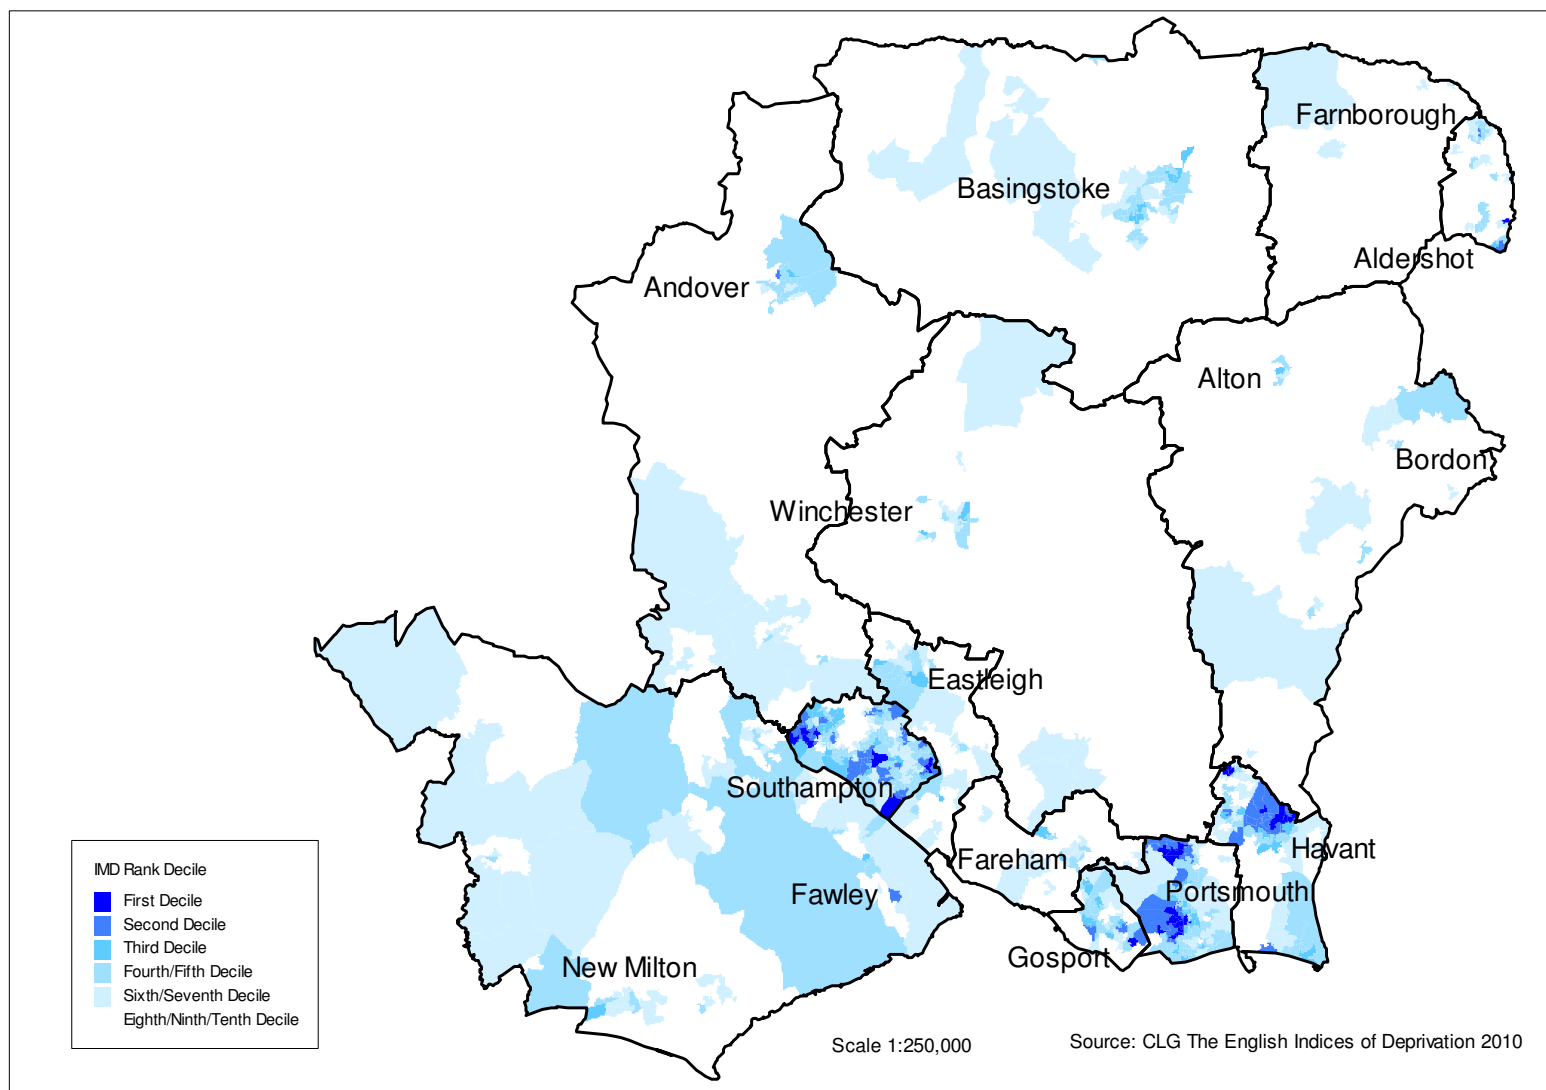 Farnborough
Basingstoke
Aldershot
Andover
Alton
Bordon
Winchester
Eastleigh
Southampton
Fareham
Havant
Fawley
Portsmouth
Gosport
New Milton
IMD Rank Decile
First Decile
Second Decile
Third Decile
Fourth/Fifth Decile
Sixth/Seventh Decile
Eighth/Ninth/Tenth Decile
Scale 1:250,000
Source: CLG The English Indices of Deprivation 2010